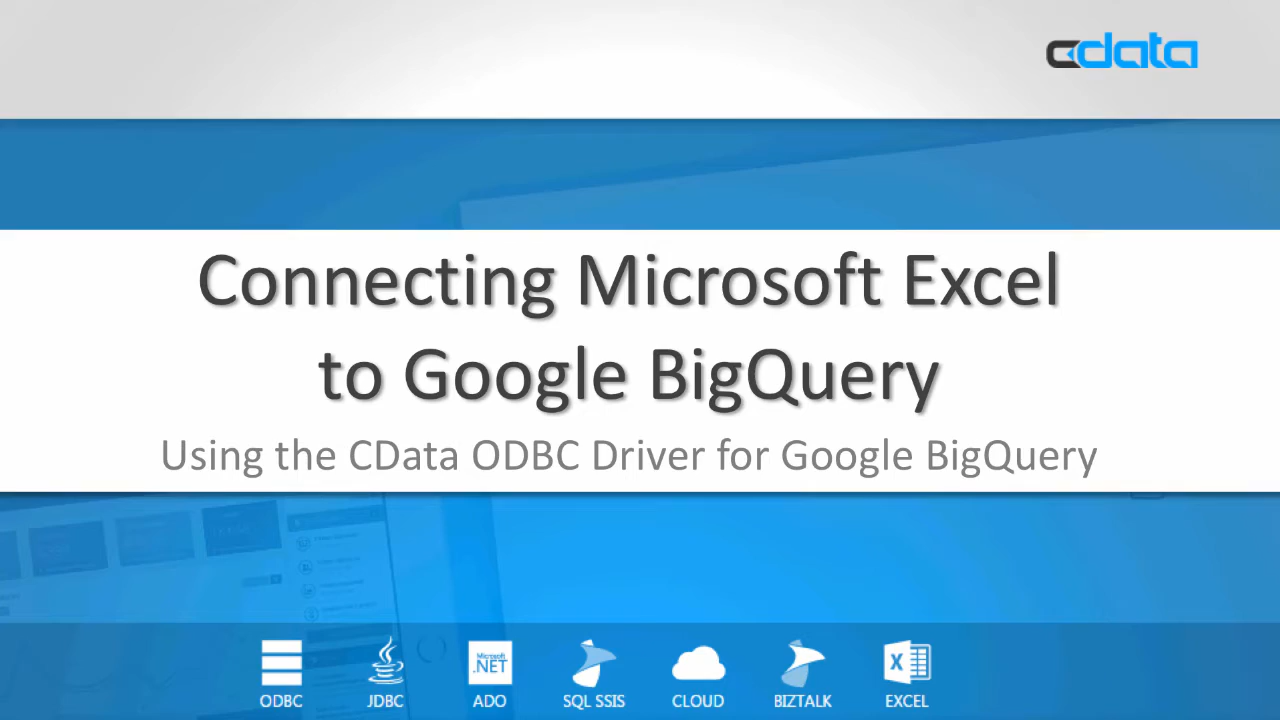 cdata
Connecting Microsoft Excel
to Google BigQuery
Using the CData ODBC Driver for Google BigQuery
Microsoft
.NET
X
ODBC
JDBC
ADO
SQL SSIS
CLOUD
BIZTALK
EXCEL